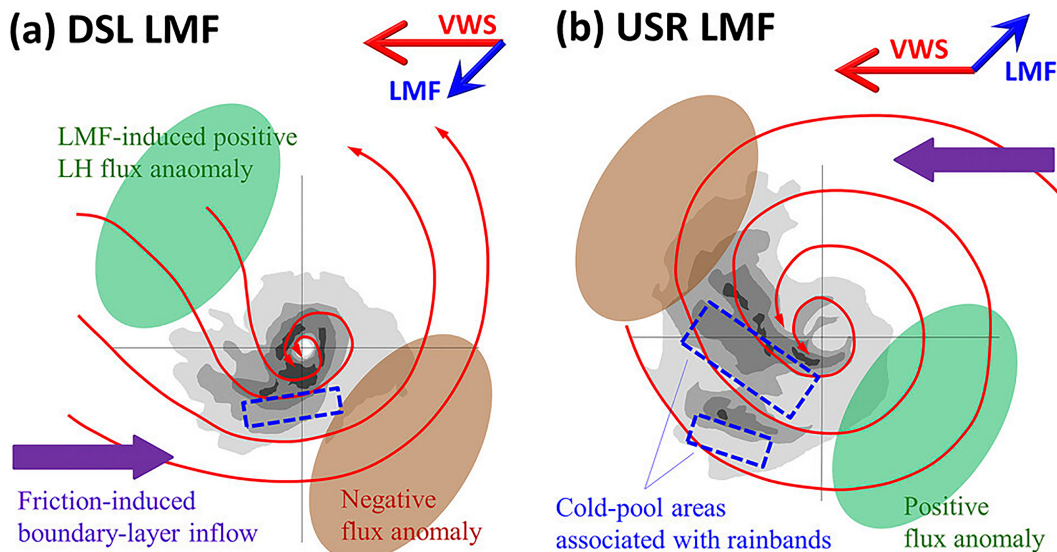 (a) DSL LMF
VWS
LMF
LMF-induced positive
LH flux anaomaly
Friction-induced
boundary-layer inflow
Negative
flux anomaly
(b) USR LMF
VWS
LMF
Cold-pool areas
associated with rainbands
Positive
flux anomaly